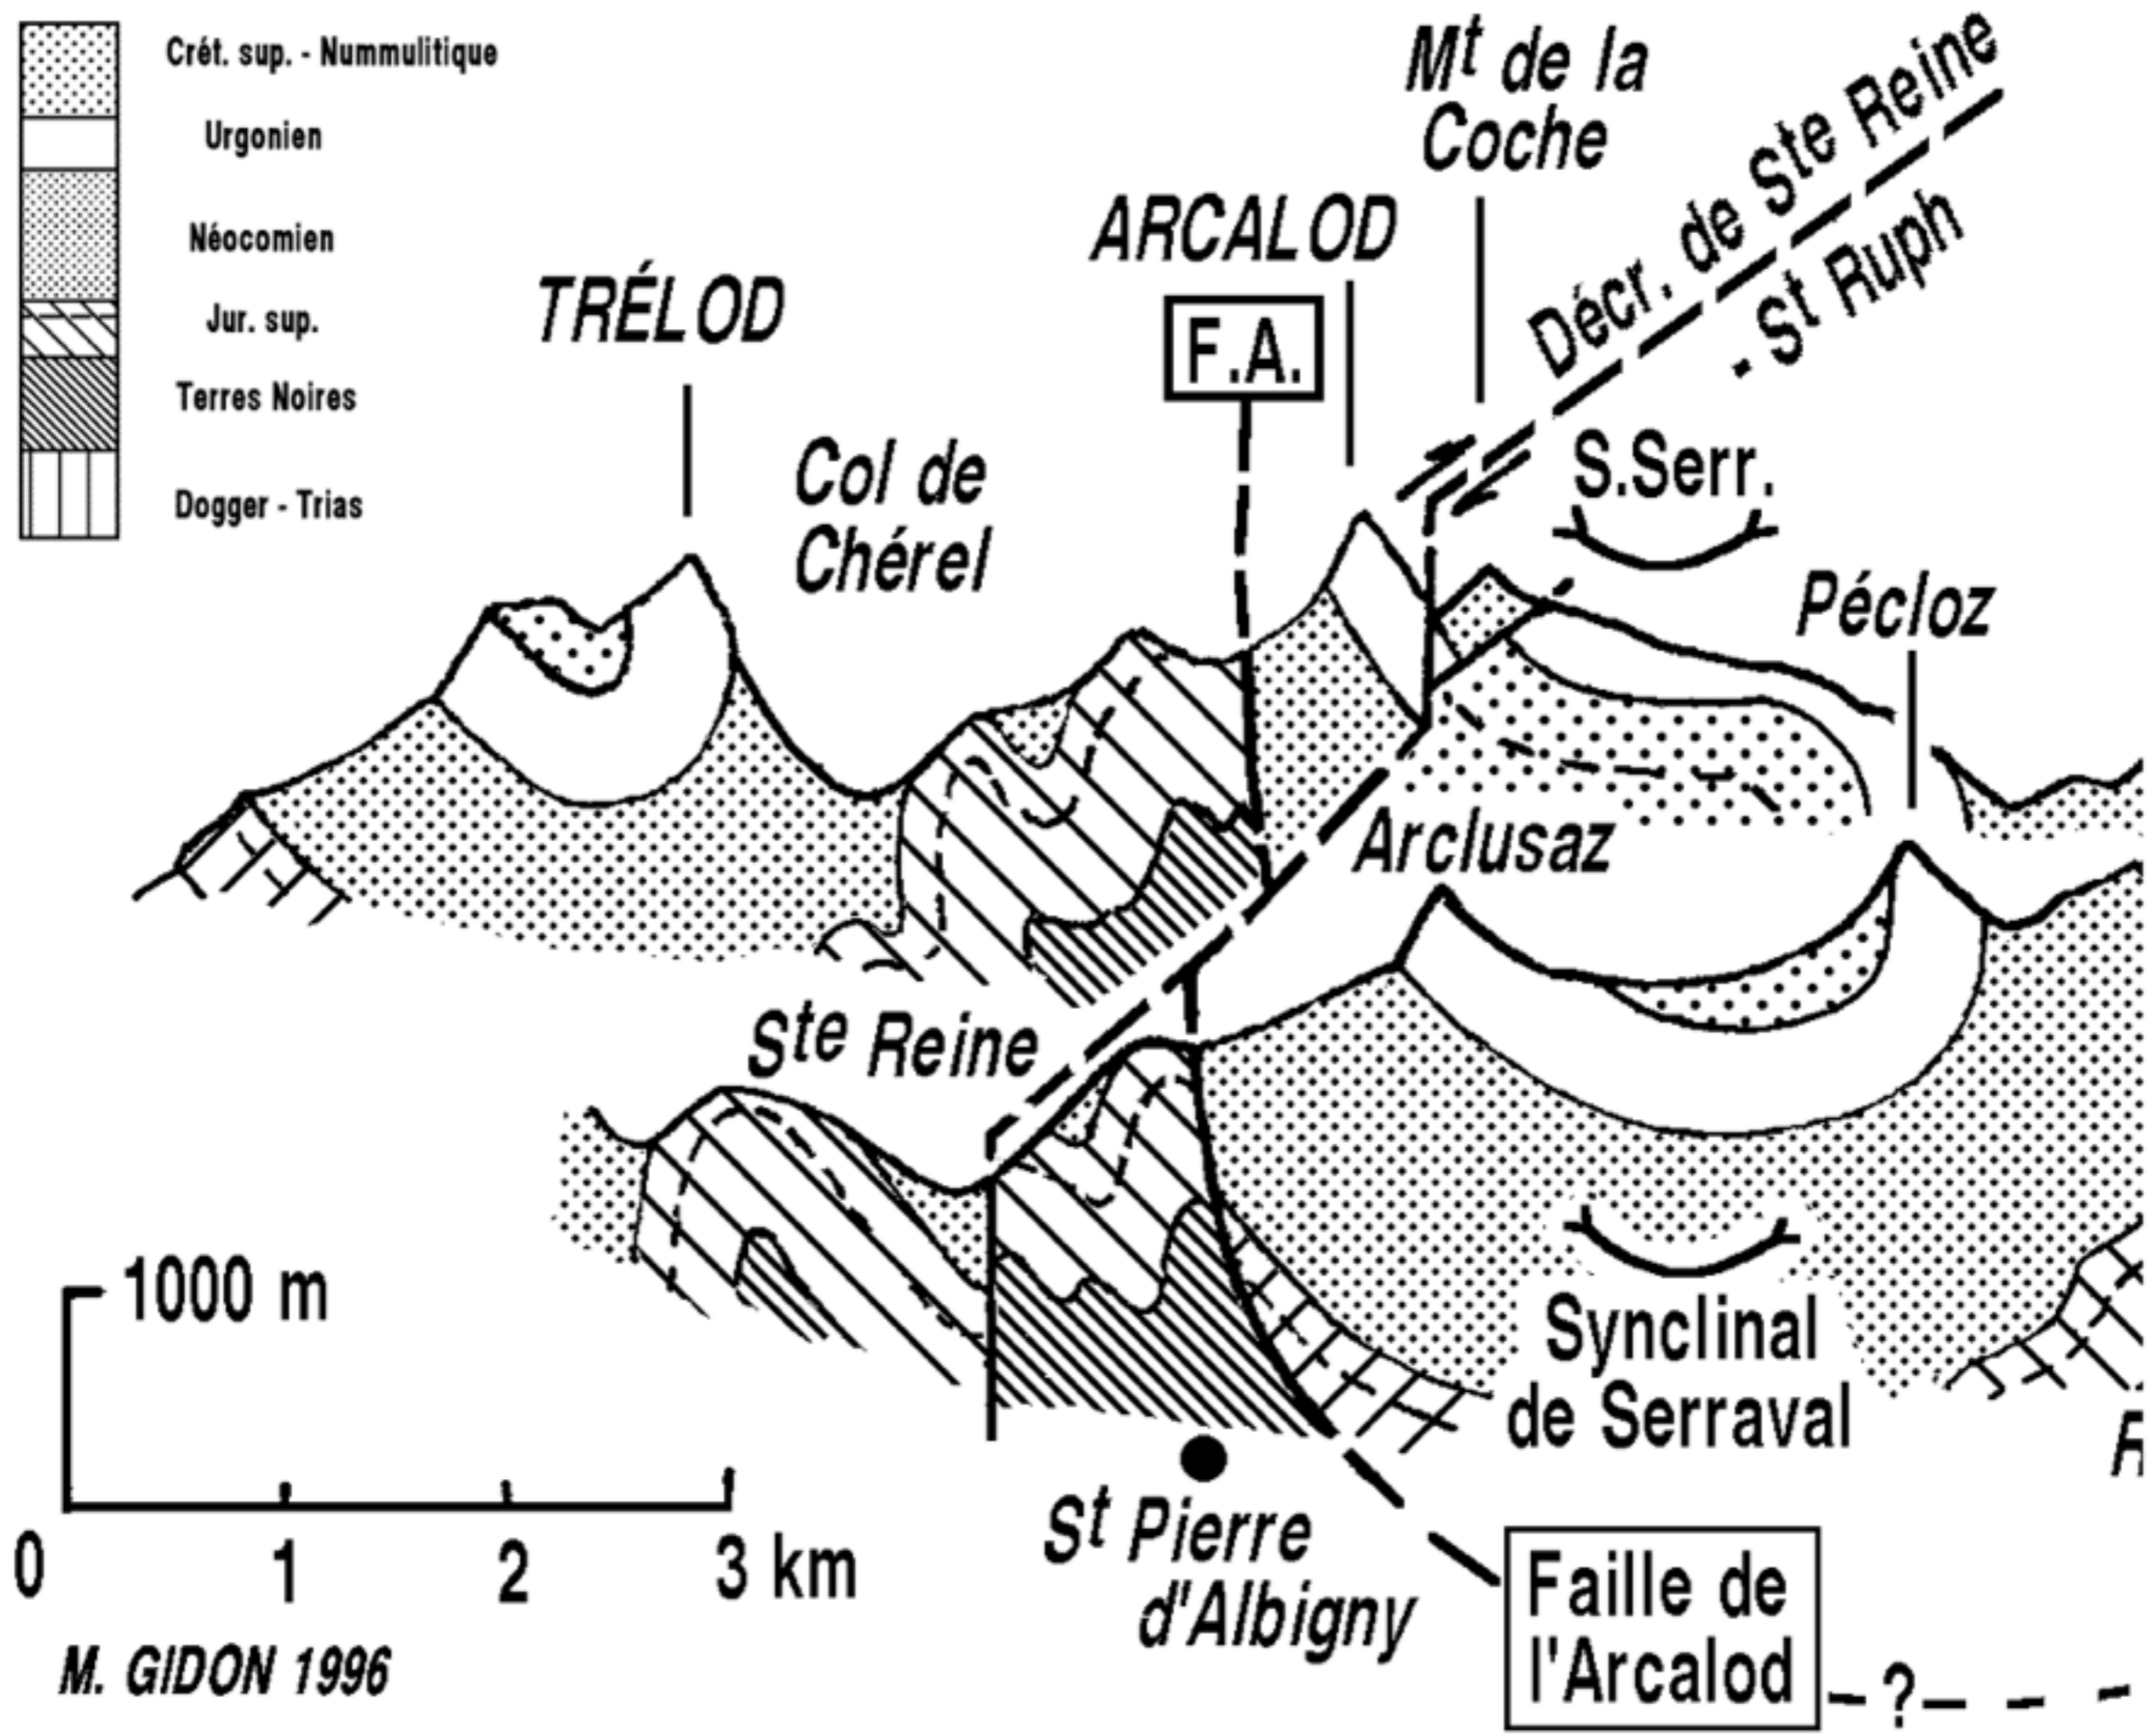 Crét. sup. - Nummulitique
Urgonien
Néocomien
Jur. sup.
Terres Noires
Dogger - Trias
Mt de la
Coche
ARCALOD
F.A.
TRÉLOD
Col de
Chérel
Décr. de Ste Reine
- St Ruph
S.Serr.
Pécloz
Arclusaz
Ste Reine
Synclinal
de Serraval
1000 m
0 1 2 3 km
St Pierre
d'Albigny
Faille de
l'Arcalod
?
M. GIDON 1996